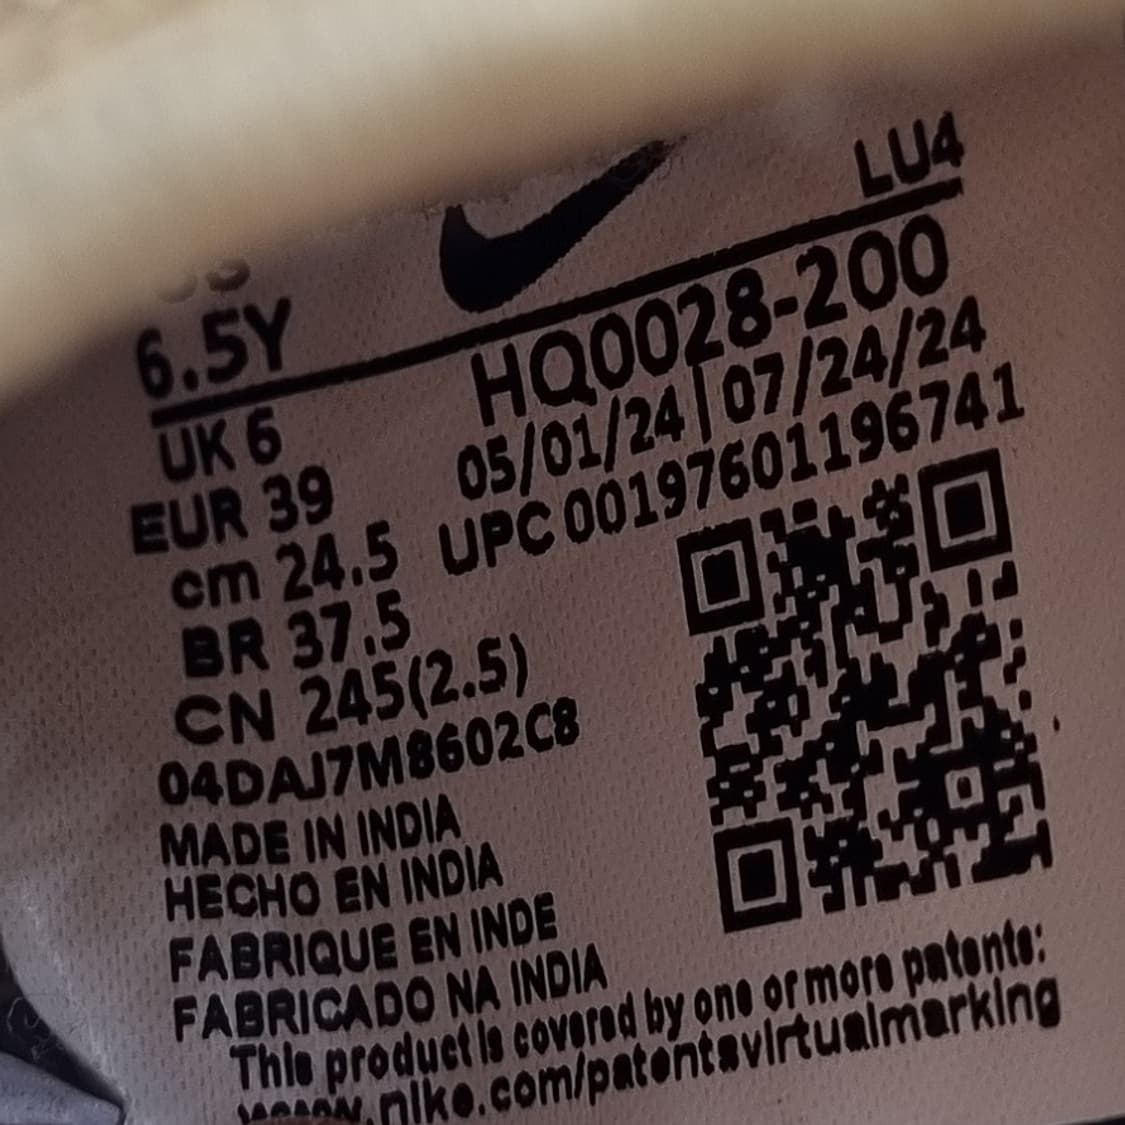 LU4
6.5Y
HQ0028-200
UK 6
05/01/24|07/24/24
EUR 39
UPC 00197601196741
cm 24.5
BR 37.5
CN 245(2.5)
04DAJ7M8602C8
MADE IN INDIA
HECHO EN INDIA
FABRIQUE EN INDE
FABRICADO NA INDIA
This product is covered by one or more patents:
www.nike.com/patentsvirtualmarking